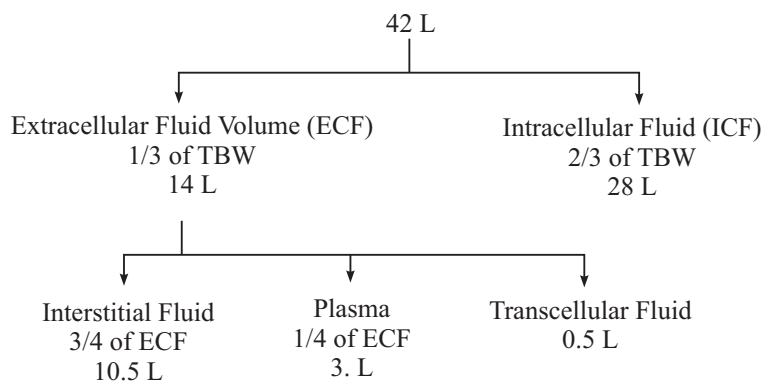 42 L
Extracellular Fluid Volume (ECF)
1/3 of TBW
14 L
Intracellular Fluid (ICF)
2/3 of TBW
28 L
Interstitial Fluid
3/4 of ECF
10.5 L
Plasma
1/4 of ECF
3. L
Transcellular Fluid
0.5 L